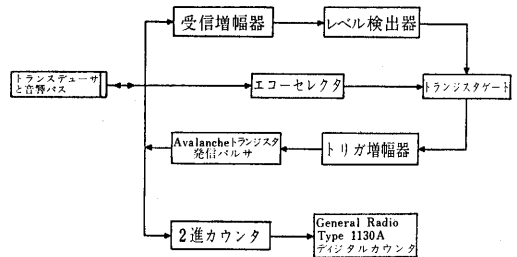 受信増幅器
レベル検出器
トランスデューサ
と音響パス
エコーセレクタ
トランジスタゲート
Avalancheトランジスタ
発信パルサ
トリガ増幅器
2進カウンタ
General Radio
Type 1130A
ディジタルカウンタ